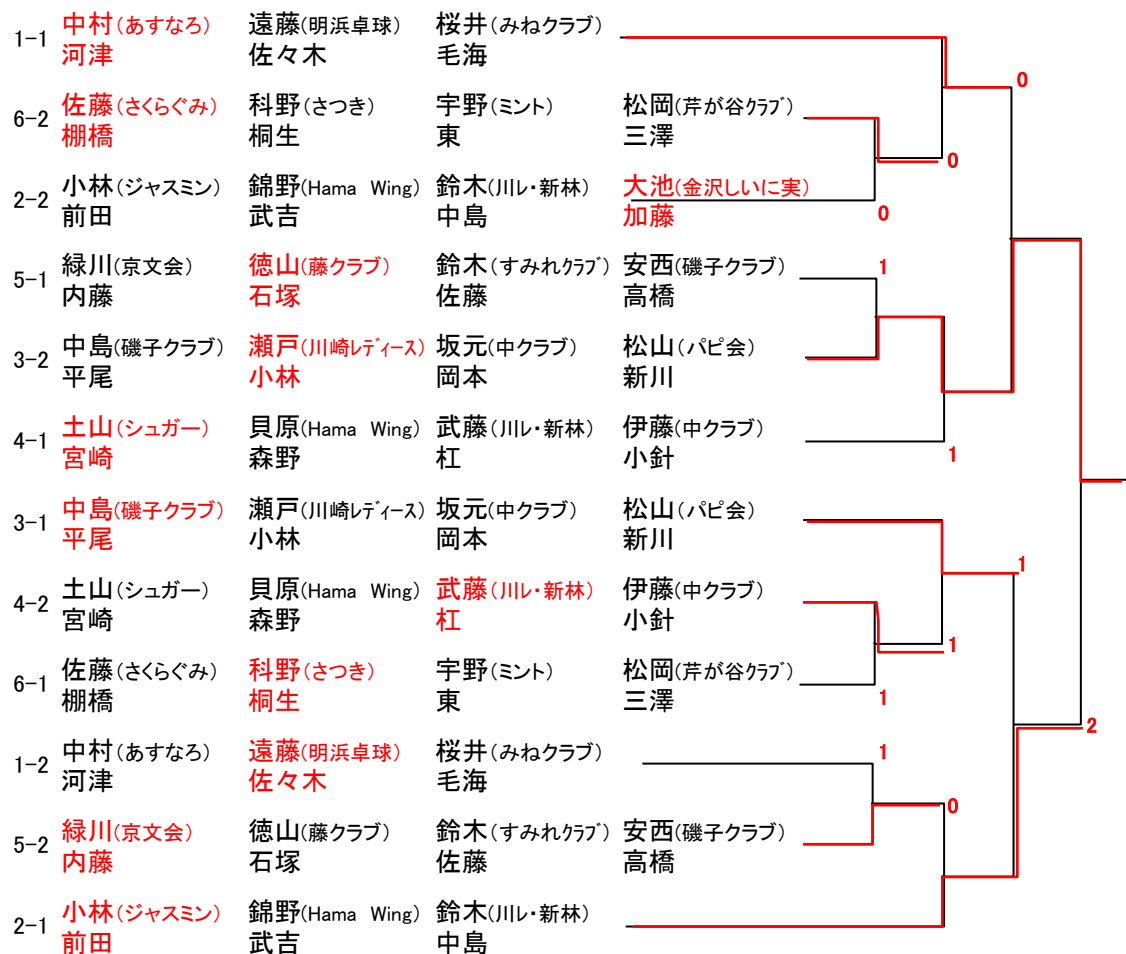 中村(あすなろ) 遠藤(明浜卓球) 桜井(みねクラブ)
1-1
河津 佐々木 毛海
0
佐藤(さくらぐみ) 科野(さつき) 宇野(ミント) 松岡(芹が谷クラブ)
6-2
棚橋 桐生 東 三澤
0
小林(ジャスミン) 錦野(Hama Wing) 鈴木(川レ・新林) 大池(金沢しいに実)
2-2
前田 武吉 中島 加藤
0
緑川(京文会) 徳山(藤クラブ) 鈴木(すみれクラブ) 安西(磯子クラブ)
1
5-1
内藤 石塚 佐藤 高橋
中島(磯子クラブ) 瀬戸(川崎レディース) 坂元(中クラブ) 松山(パピ会)
3-2
平尾 小林 岡本 新川
土山(シュガー) 貝原(Hama Wing) 武藤(川レ・新林) 伊藤(中クラブ)
4-1
宮崎 森野 杠 小針
1
中島(磯子クラブ) 瀬戸(川崎レディース) 坂元(中クラブ) 松山(パピ会)
3-1
平尾 小林 岡本 新川
1
土山(シュガー) 貝原(Hama Wing) 武藤(川レ・新林) 伊藤(中クラブ)
4-2
宮崎 森野 杠 小針
1
佐藤(さくらぐみ) 科野(さつき) 宇野(ミント) 松岡(芹が谷クラブ)
6-1
棚橋 桐生 東 三澤
1
2
中村(あすなろ) 遠藤(明浜卓球) 桜井(みねクラブ)
1
1-2
河津 佐々木 毛海
0
緑川(京文会) 徳山(藤クラブ) 鈴木(すみれクラブ) 安西(磯子クラブ)
5-2
内藤 石塚 佐藤 高橋
小林(ジャスミン) 錦野(Hama Wing) 鈴木(川レ・新林)
2-1
前田 武吉 中島